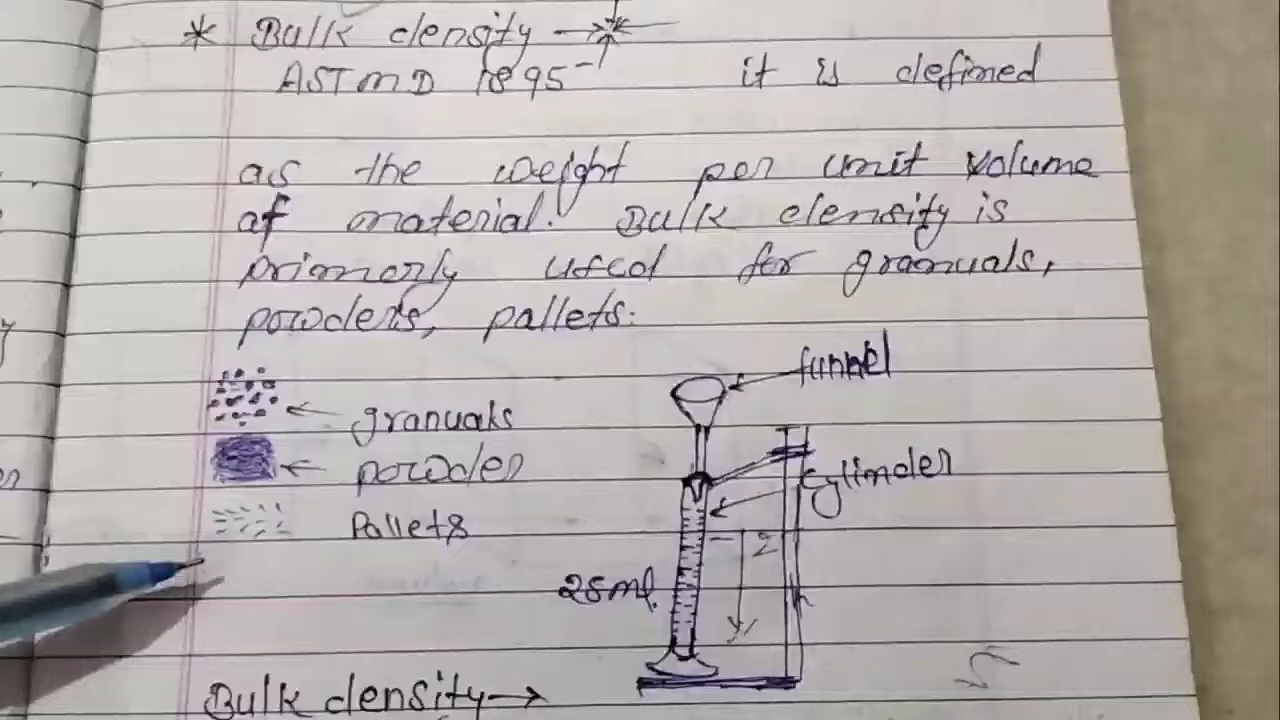 * Bulk density →
ASTM D 1895 - it is defined
as the weight per unit volume
of material. Bulk density is
primorly used for granuals,
powders, pallets.
funnel
granuals
powder
cylinder
Pallets
25ml.
Bulk density →